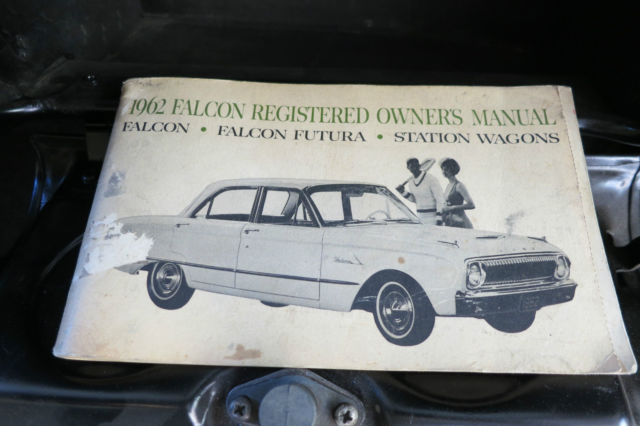 1962 FALCON REGISTERED OWNER'S MANUAL
FALCON • FALCON FUTURA • STATION WAGONS